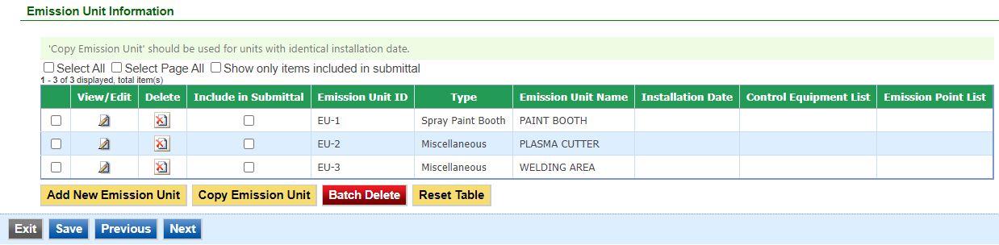 Emission Unit Information
'Copy Emission Unit' should be used for units with identical installation date.
Select All Select Page All Show only items included in submittal
1 - 3 of 3 displayed, total item(s)
View/Edit Delete Include in Submittal Emission Unit ID Type Emission Unit Name Installation Date Control Equipment List Emission Point List
EU-1 Spray Paint Booth PAINT BOOTH
EU-2 Miscellaneous PLASMA CUTTER
EU-3 Miscellaneous WELDING AREA
Add New Emission Unit Copy Emission Unit Batch Delete Reset Table
Exit Save Previous Next